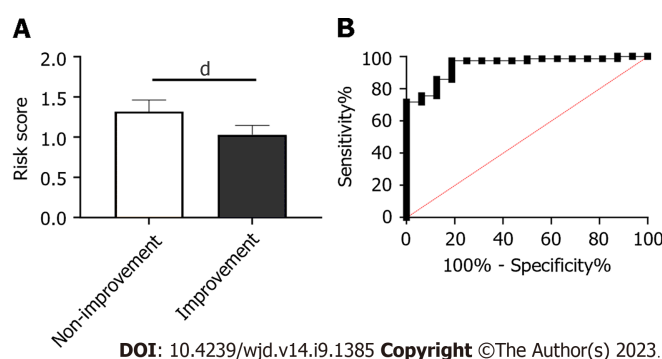 A
2.0
1.5
1.0
0.5
0.0
Risk score
d
Non-improvement
Improvement
B
100
80
60
40
20
0
Sensitivity%
0 20 40 60 80 100
100% - Specificity%
DOI: 10.4239/wjd.v14.i9.1385 Copyright ©The Author(s) 2023.